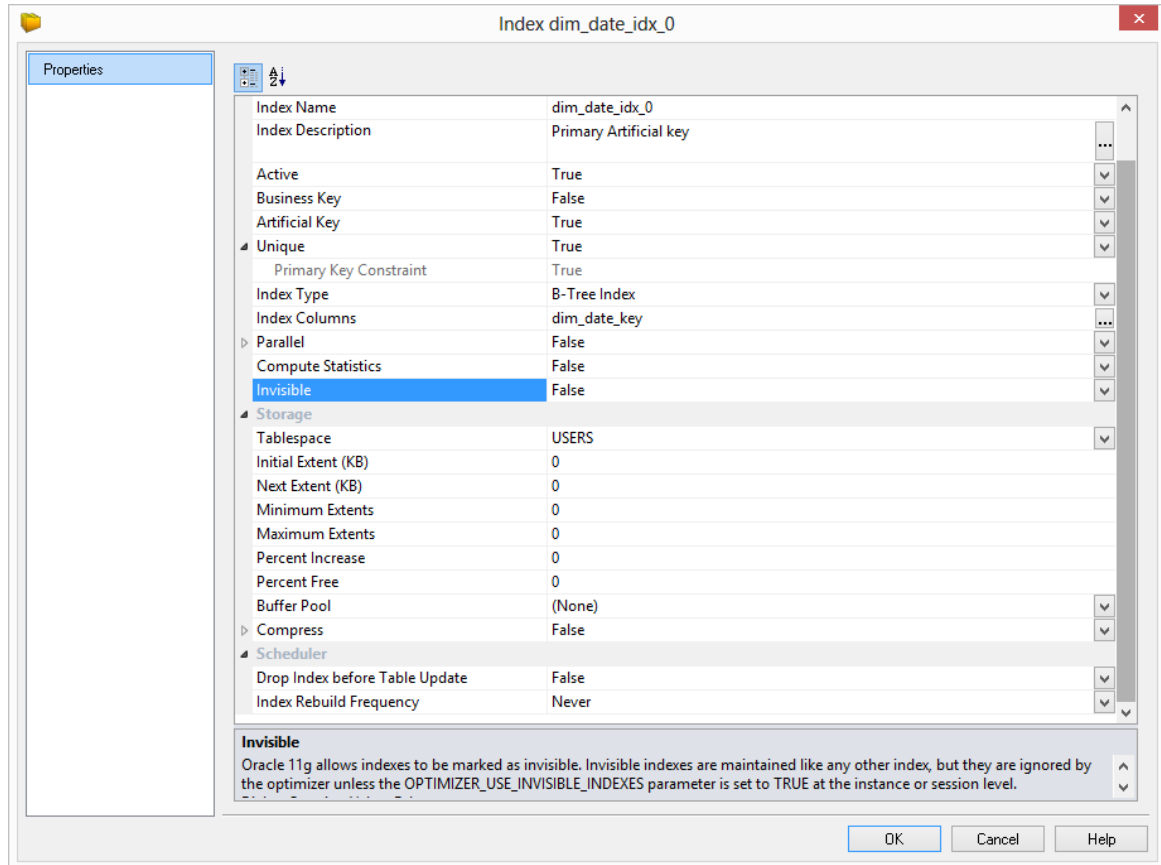 Index dim_date_idx_0
Properties
Index Name dim_date_idx_0
Index Description Primary Artificial key
...
Active True
Business Key False
Artificial Key True
Unique True
Primary Key Constraint True
Index Type B-Tree Index
Index Columns dim_date_key ...
Parallel False
Compute Statistics False
Invisible False
Storage
Tablespace USERS
Initial Extent (KB) 0
Next Extent (KB) 0
Minimum Extents 0
Maximum Extents 0
Percent Increase 0
Percent Free 0
Buffer Pool (None)
Compress False
Scheduler
Drop Index before Table Update False
Index Rebuild Frequency Never
Invisible
Oracle 11g allows indexes to be marked as invisible. Invisible indexes are maintained like any other index, but they are ignored by
the optimizer unless the OPTIMIZER_USE_INVISIBLE_INDEXES parameter is set to TRUE at the instance or session level.
OK Cancel Help